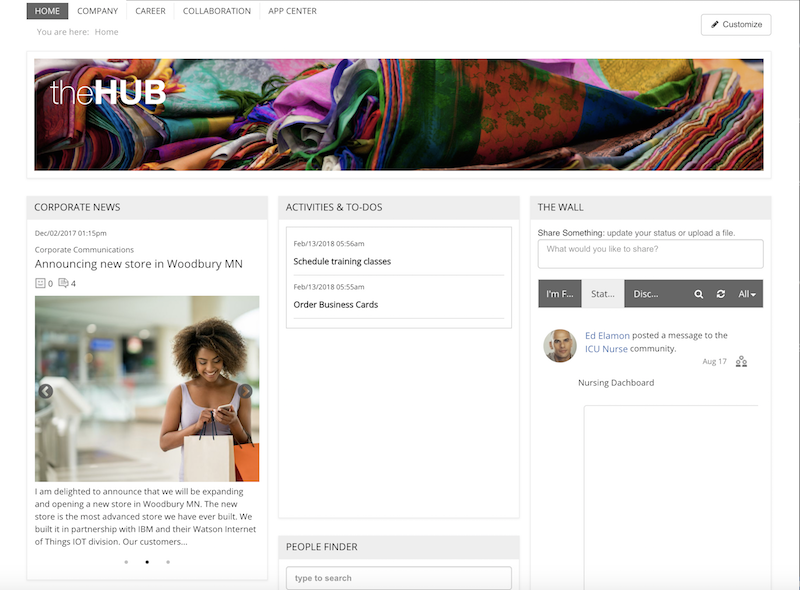 HOME COMPANY CAREER COLLABORATION APP CENTER
Customize
You are here: Home
theHUB
CORPORATE NEWS
Dec/02/2017 01:15pm
Corporate Communications
Announcing new store in Woodbury MN
0 4
I am delighted to announce that we will be expanding
and opening a new store in Woodbury MN. The new
store is the most advanced store we have ever built. We
built it in partnership with IBM and their Watson Internet
of Things IOT division. Our customers...
ACTIVITIES & TO-DOS
Feb/13/2018 05:56am
Schedule training classes
Feb/13/2018 05:55am
Order Business Cards
PEOPLE FINDER
type to search
THE WALL
Share Something: update your status or upload a file.
What would you like to share?
I'm F... Stat... Disc... All
Ed Elamon posted a message to the
ICU Nurse community.
Aug 17
Nursing Dachboard